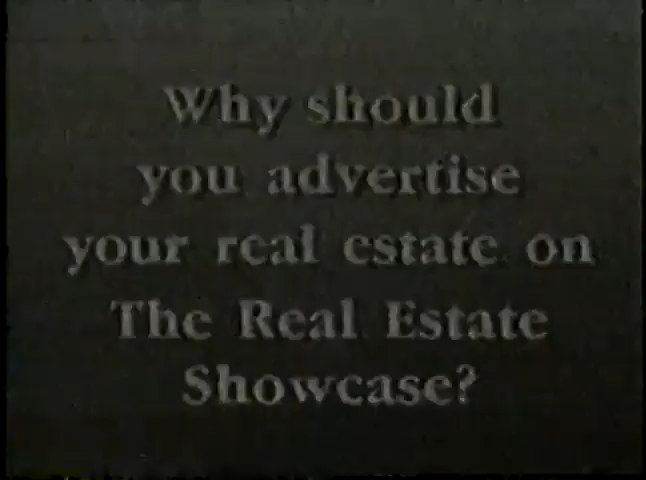 Why should
you advertise
your real estate on
The Real Estate
Showcase?